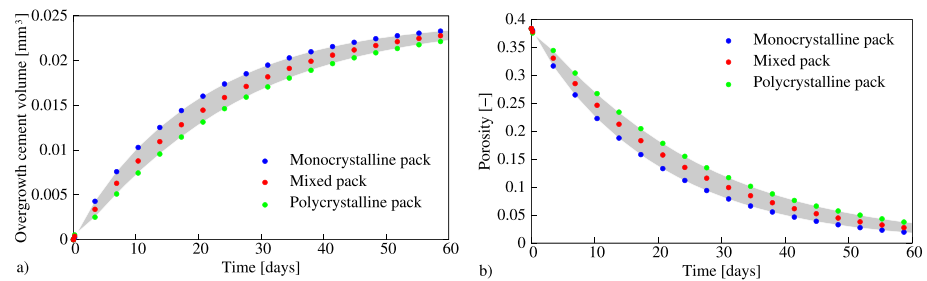 Overgrowth cement volume [mm³]
0.025
0.02
0.015
0.01
0.005
0
Monocrystalline pack
Mixed pack
Polycrystalline pack
0 10 20 30 40 50 60
Time [days]
a)
Porosity [−]
0.4
0.35
0.3
0.25
0.2
0.15
0.1
0.05
0
Monocrystalline pack
Mixed pack
Polycrystalline pack
0 10 20 30 40 50 60
Time [days]
b)